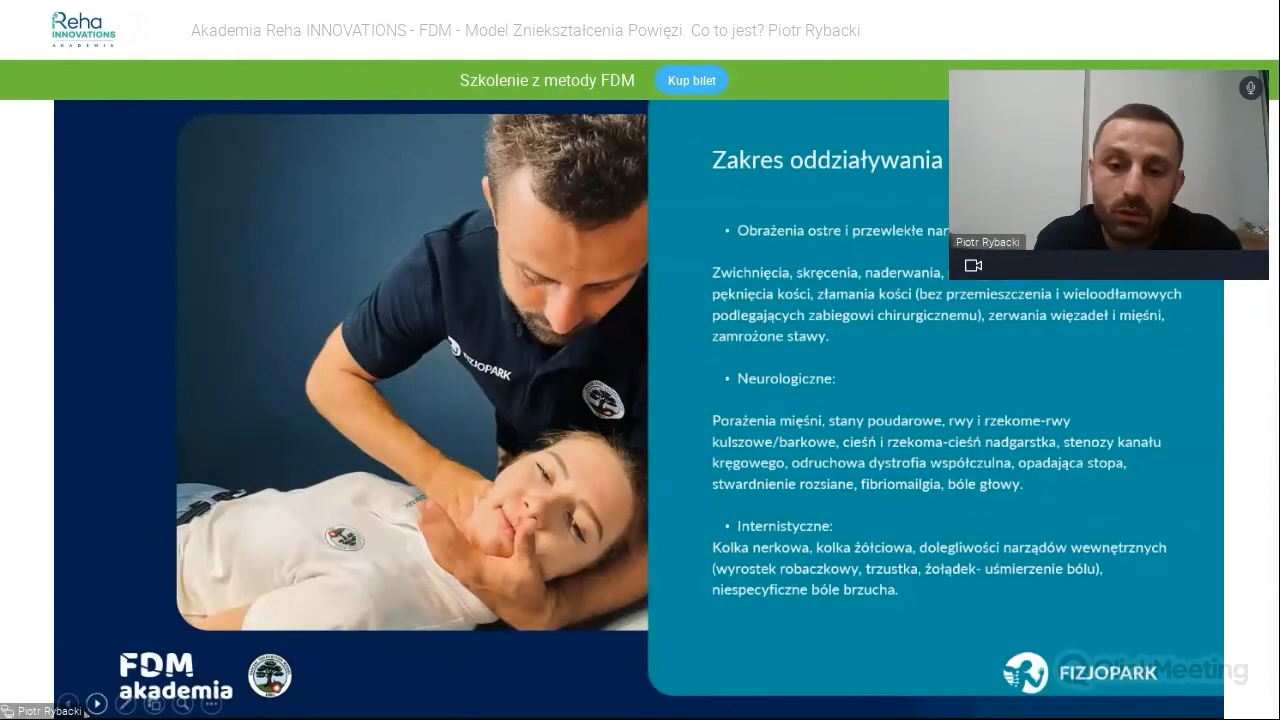 Reha
INNOVATIONS
AKADEMIA
Akademia Reha INNOVATIONS - FDM - Model Zniekształcenia Powięzi. Co to jest? Piotr Rybacki
Szkolenie z metody FDM
Kup bilet
Zakres oddziaływania
Piotr Rybacki
• Obrażenia ostre i przewlekłe nar
Zwichnięcia, skręcenia, naderwania,
pęknięcia kości, złamania kości (bez przemieszczenia i wieloodłamowych
podlegających zabiegowi chirurgicznemu), zerwania więzadeł i mięśni,
zamrożone stawy.
• Neurologiczne:
Porażenia mięśni, stany poudarowe, rwy i rzekome-rwy
kulszowe/barkowe, cieśń i rzekoma-cieśń nadgarstka, stenozy kanału
kręgowego, odruchowa dystrofia współczulna, opadająca stopa,
stwardnienie rozsiane, fibriomailgia, bóle głowy.
• Internistyczne:
Kolka nerkowa, kolka żółciowa, dolegliwości narządów wewnętrznych
(wyrostek robaczkowy, trzustka, żołądek- uśmierzenie bólu),
niespecyficzne bóle brzucha.
FIZJOPARK
FDM
akademia
FIZJOPARK
ClickMeeting
Piotr Rybacki